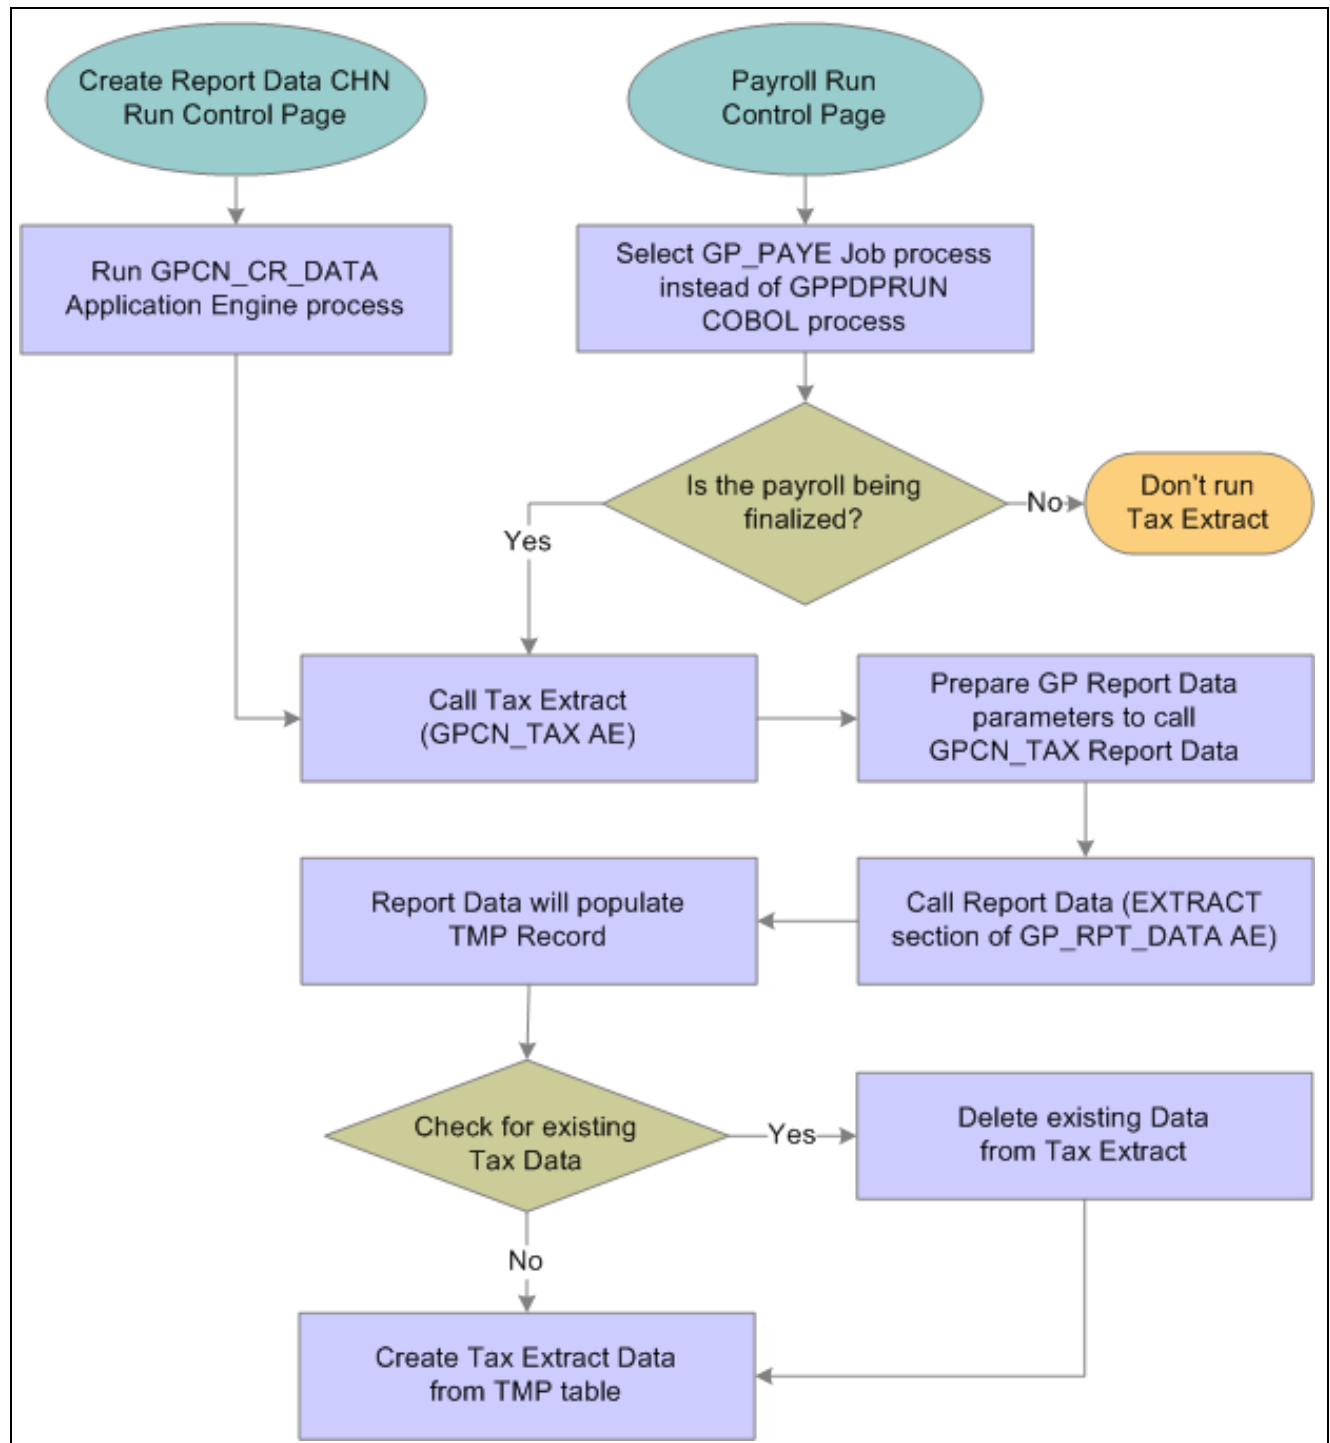 Create Report Data CHN
Run Control Page
Payroll Run
Control Page
Run GPCN_CR_DATA
Application Engine process
Select GP_PAYE Job process
instead of GPPDPRUN
COBOL process
Is the payroll being
finalized?
No
Don't run
Tax Extract
Yes
Call Tax Extract
(GPCN_TAX AE)
Prepare GP Report Data
parameters to call
GPCN_TAX Report Data
Report Data will populate
TMP Record
Call Report Data (EXTRACT
section of GP_RPT_DATA AE)
Check for existing
Tax Data
Yes
Delete existing Data
from Tax Extract
No
Create Tax Extract Data
from TMP table